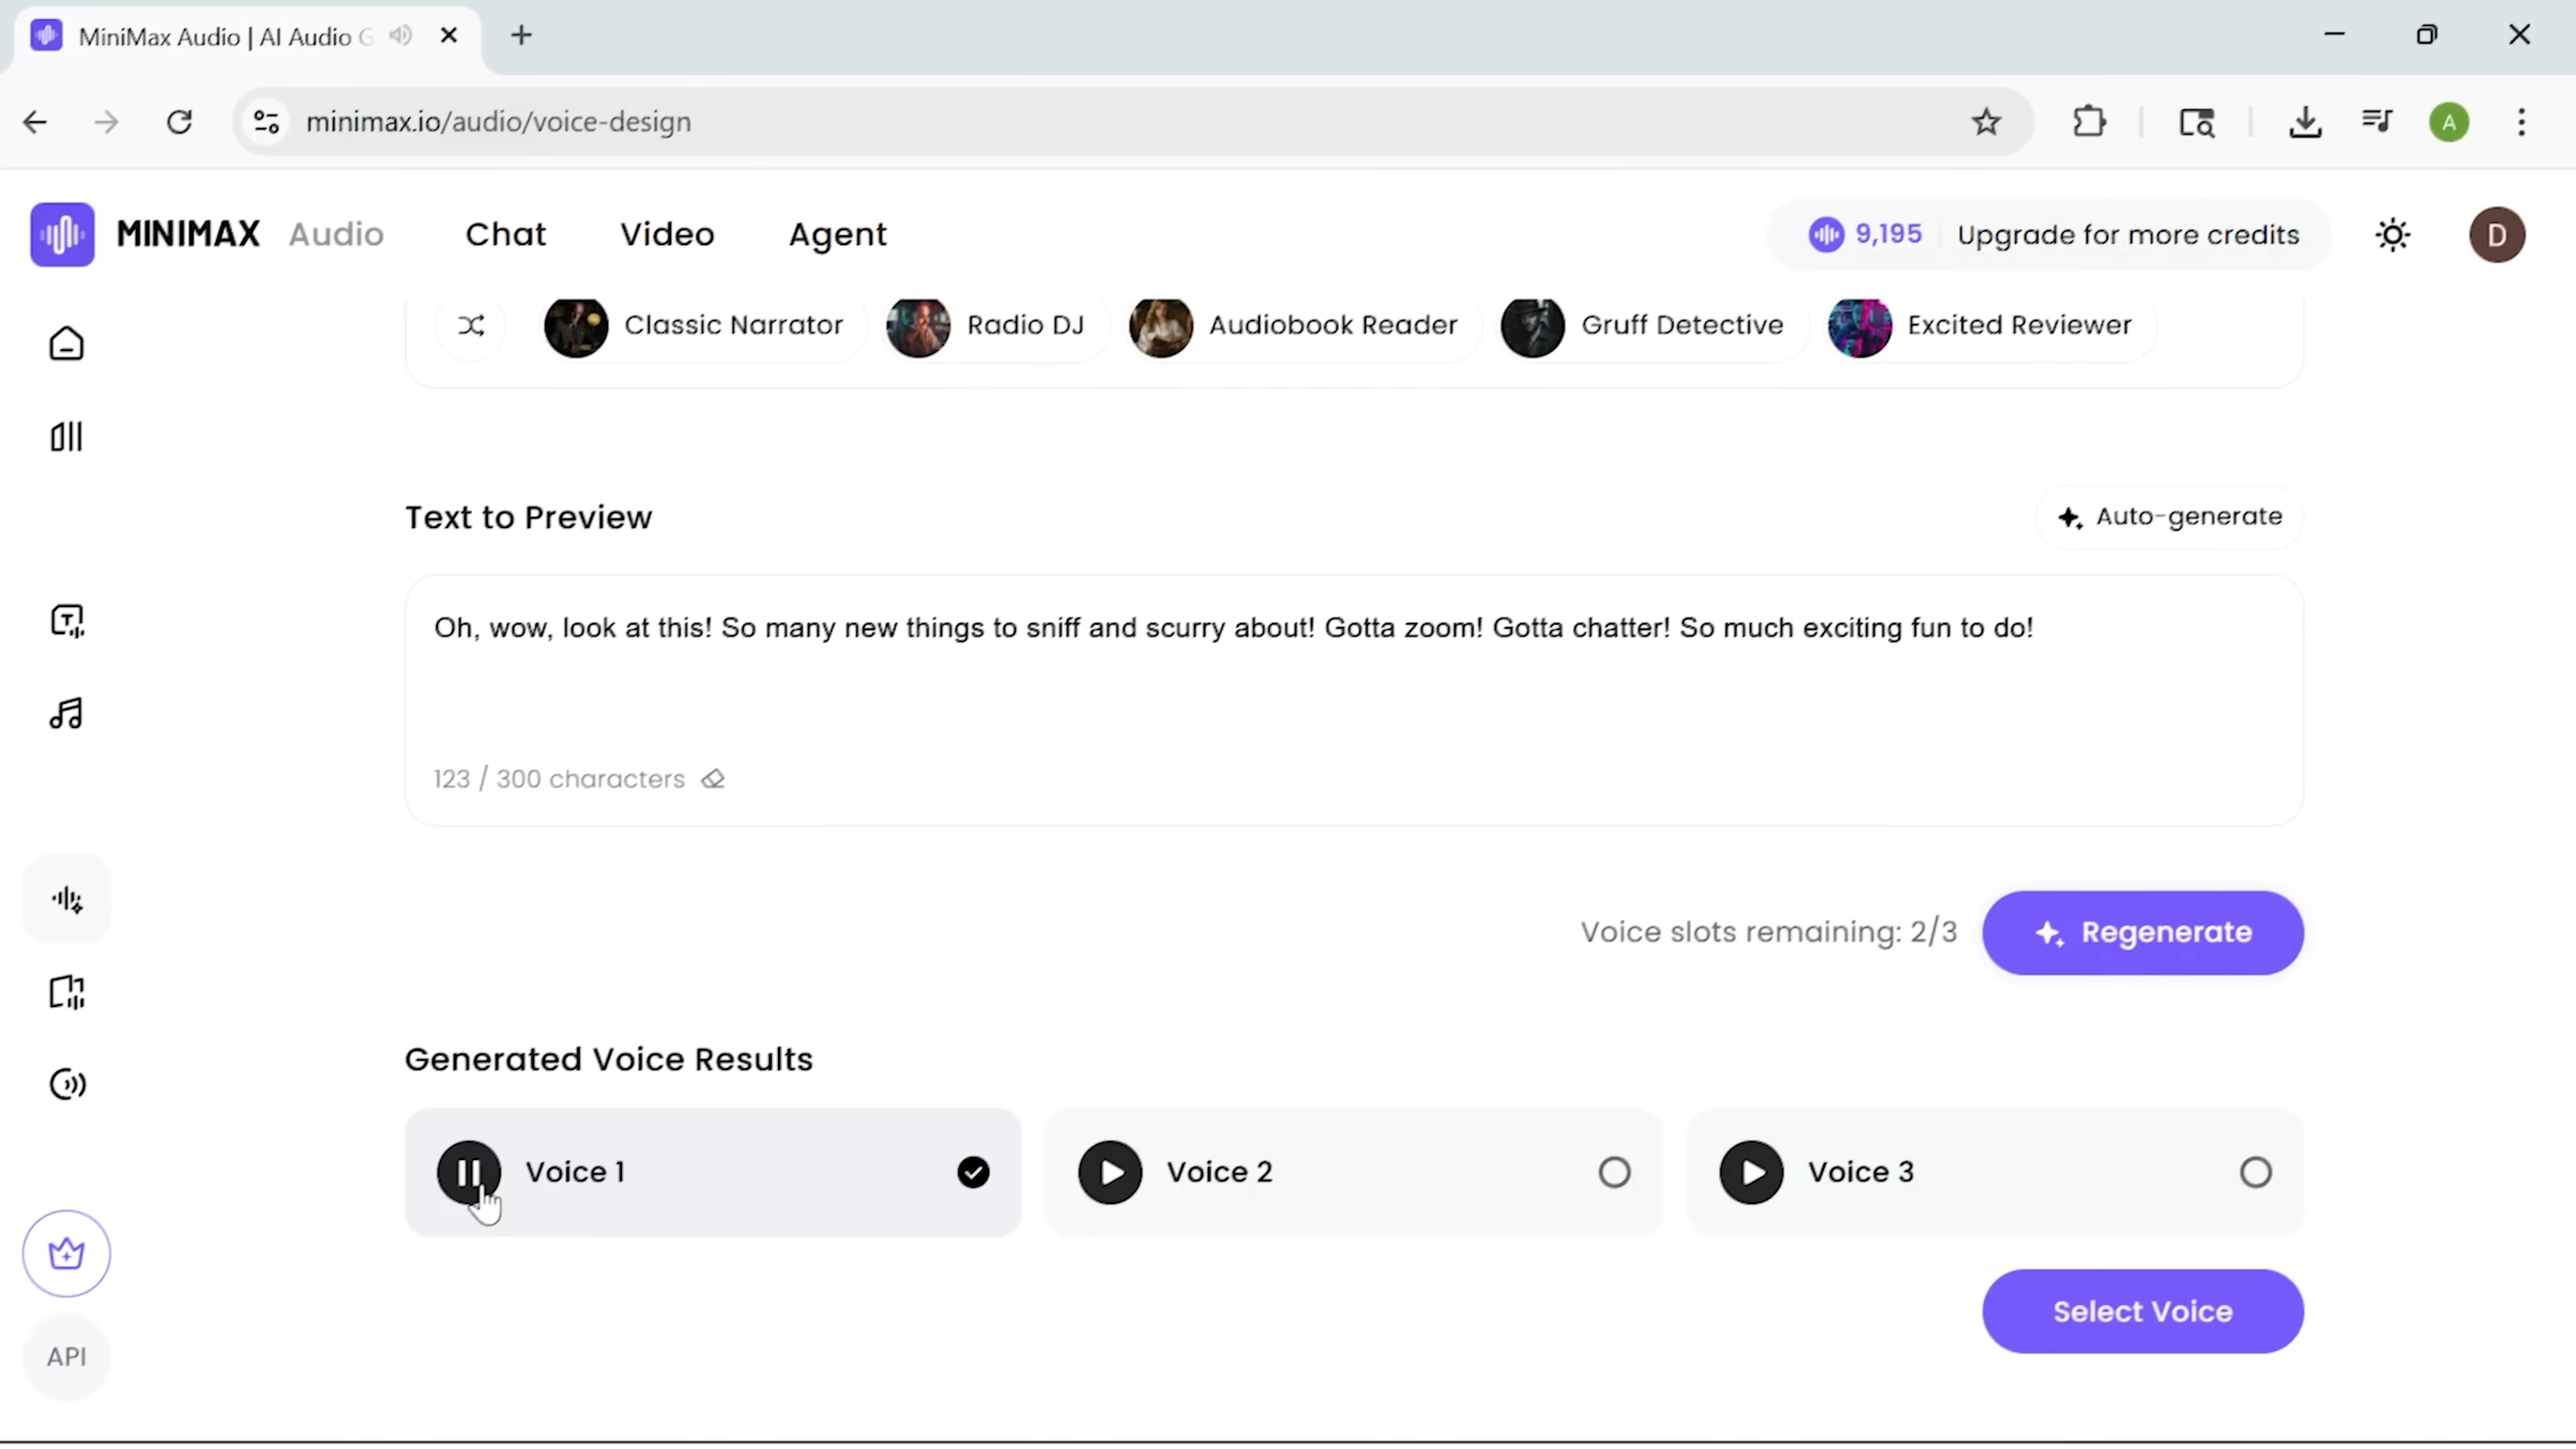 MiniMax Audio | AI Audio G
minimax.io/audio/voice-design
A
MINIMAX Audio Chat Video Agent 9,195 Upgrade for more credits D
Classic Narrator Radio DJ Audiobook Reader Gruff Detective Excited Reviewer
Text to Preview Auto-generate
Oh, wow, look at this! So many new things to sniff and scurry about! Gotta zoom! Gotta chatter! So much exciting fun to do!
123 / 300 characters
Voice slots remaining: 2/3 Regenerate
Generated Voice Results
Voice 1 Voice 2 Voice 3
Select Voice
API